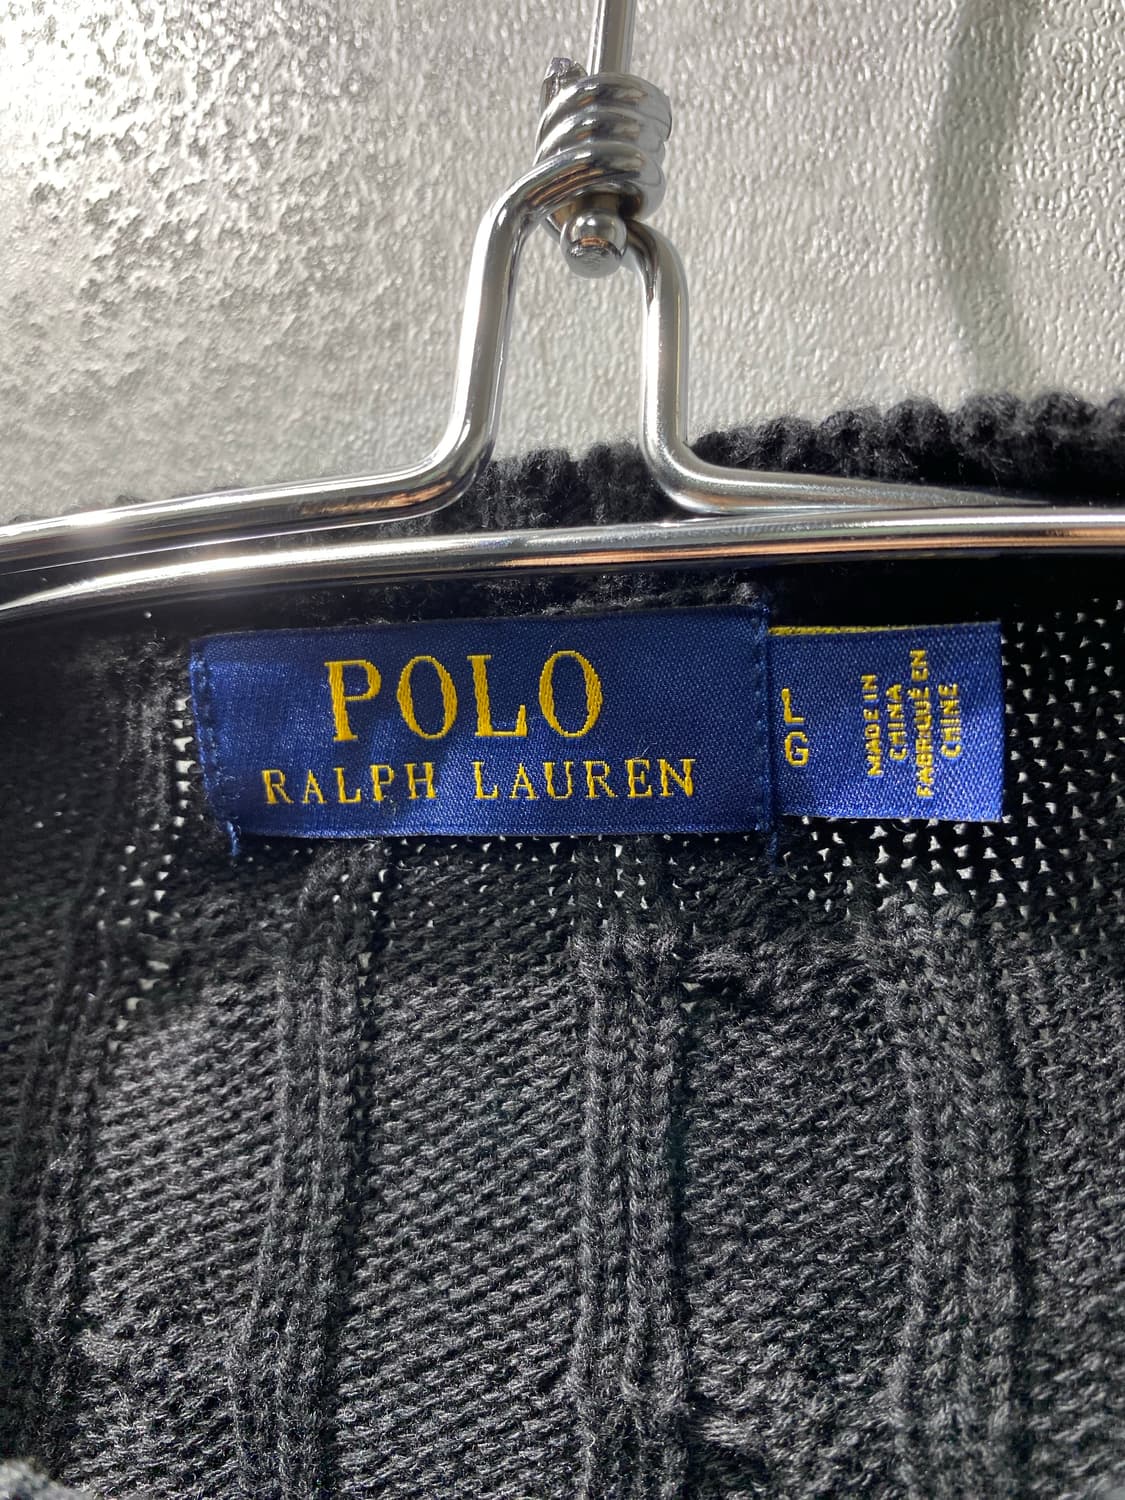 POLO
RALPH LAUREN
L
G
MADE IN
CHINA
FABRIQUÉ EN
CHINE